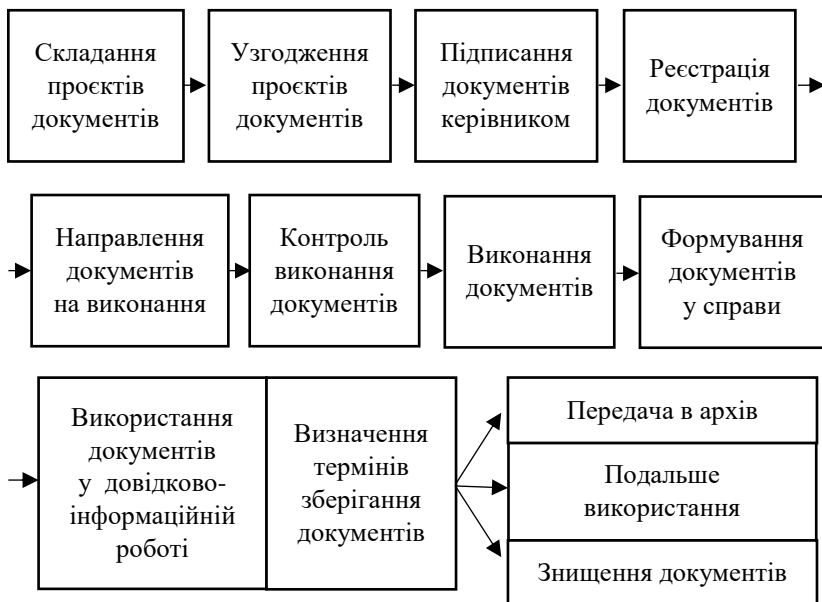 Складання
проєктів
документів
Узгодження
проєктів
документів
Підписання
документів
керівником
Реєстрація
документів
Направлення
документів
на виконання
Контроль
виконання
документів
Виконання
документів
Формування
документів
у справи
Використання
документів
у довідково-
інформаційній
роботі
Визначення
термінів
зберігання
документів
Передача в архів
Подальше
використання
Знищення документів